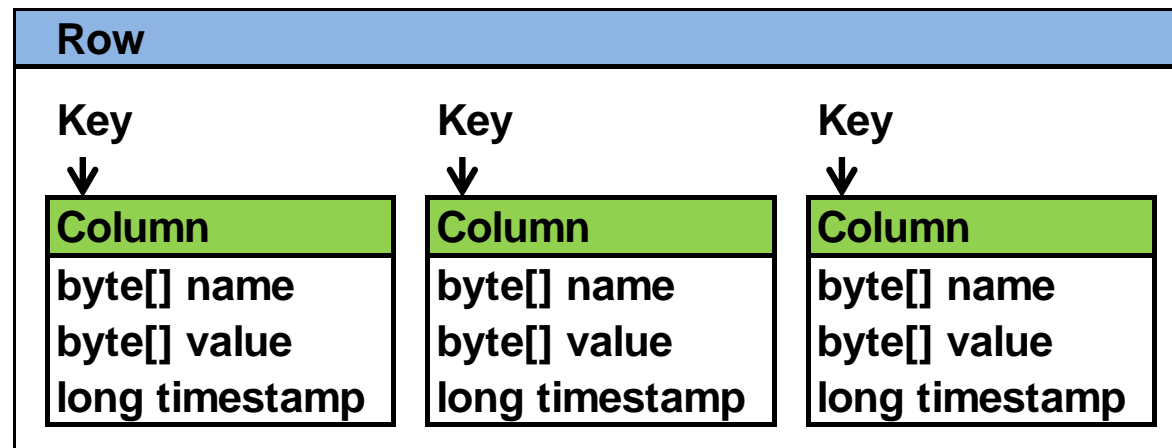 Row
Key Key Key
Column Column Column
byte[] name byte[] name byte[] name
byte[] value byte[] value byte[] value
long timestamp long timestamp long timestamp